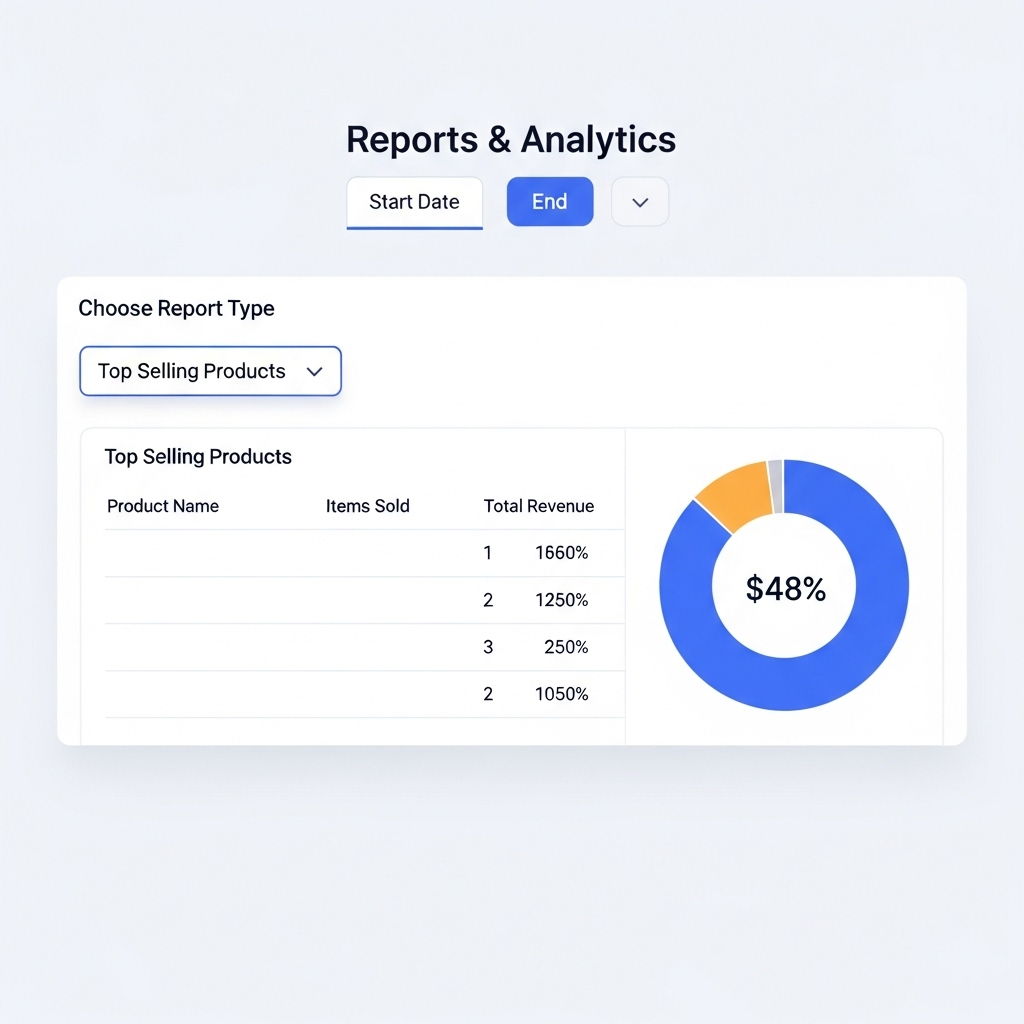 Reports & Analytics
Start Date End
Choose Report Type
Top Selling Products
Top Selling Products
Product Name Items Sold Total Revenue
1 1660%
2 1250%
3 250%
2 1050%
$48%